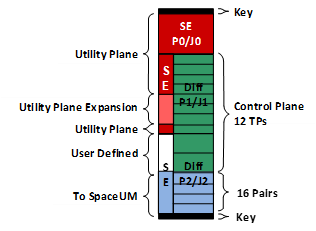 Key
SE
P0/J0
Utility Plane
S
E
Diff
P1/J1
Utility Plane Expansion
Control Plane
12 TPs
Utility Plane
User Defined
S
E
Diff
P2/J2
To SpaceUM
16 Pairs
Key